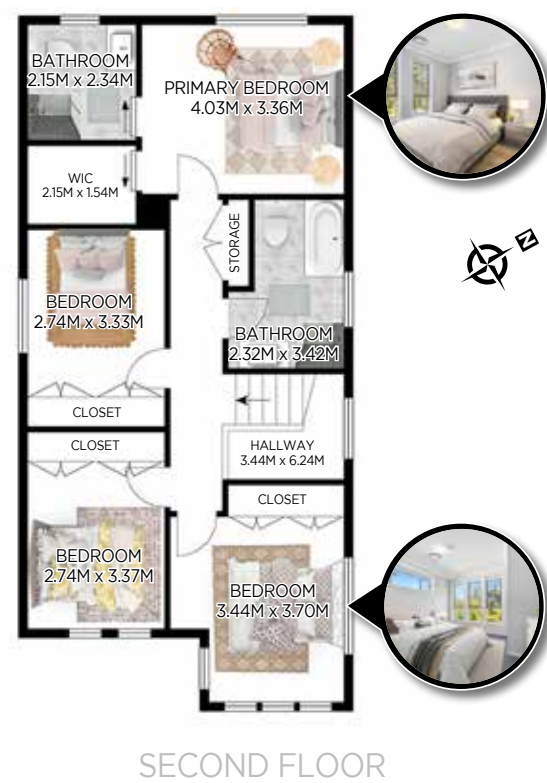 BATHROOM
2.15M x 2.34M
PRIMARY BEDROOM
4.03M x 3.36M
WIC
2.15M x 1.54M
STORAGE
N
BEDROOM
2.74M x 3.33M
BATHROOM
2.32M x 3.42M
CLOSET
CLOSET
HALLWAY
3.44M x 6.24M
CLOSET
BEDROOM
2.74M x 3.37M
BEDROOM
3.44M x 3.70M
SECOND FLOOR